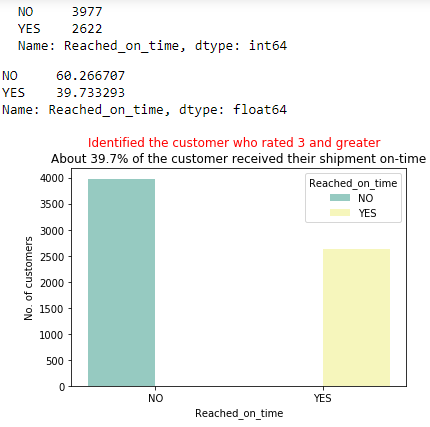 NO 3977
YES 2622
Name: Reached_on_time, dtype: int64
NO 60.266707
YES 39.733293
Name: Reached_on_time, dtype: float64
Identified the customer who rated 3 and greater
About 39.7% of the customer received their shipment on-time
4000
3500
3000
2500
2000
1500
1000
500
0
No. of customers
Reached_on_time
NO
YES
NO YES
Reached_on_time